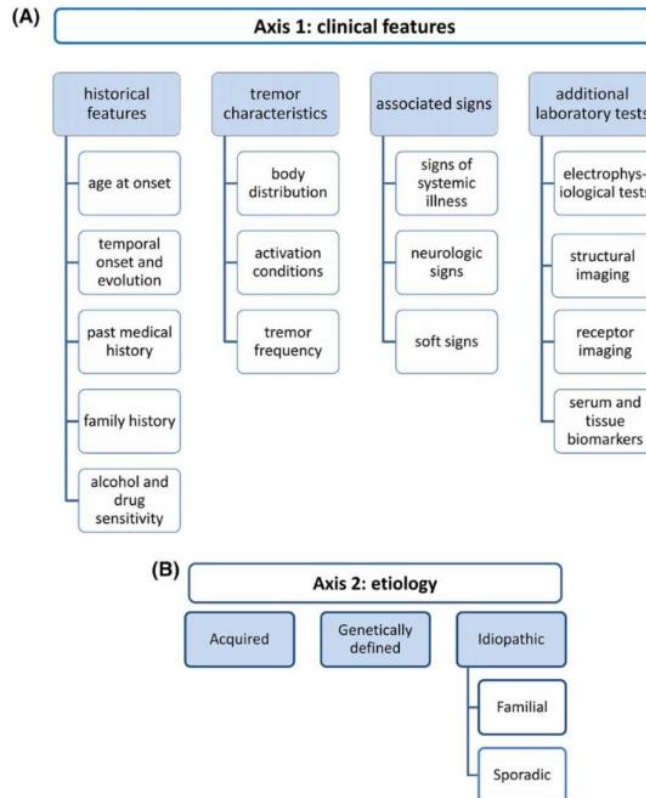 (A)
Axis 1: clinical features
historical
features
age at onset
temporal
onset and
evolution
past medical
history
family history
alcohol and
drug
sensitivity
tremor
characteristics
body
distribution
activation
conditions
tremor
frequency
associated signs
signs of
systemic
illness
neurologic
signs
soft signs
additional
laboratory tests
electrophys-
iological tests
structural
imaging
receptor
imaging
serum and
tissue
biomarkers
(B)
Axis 2: etiology
Acquired
Genetically
defined
Idiopathic
Familial
Sporadic